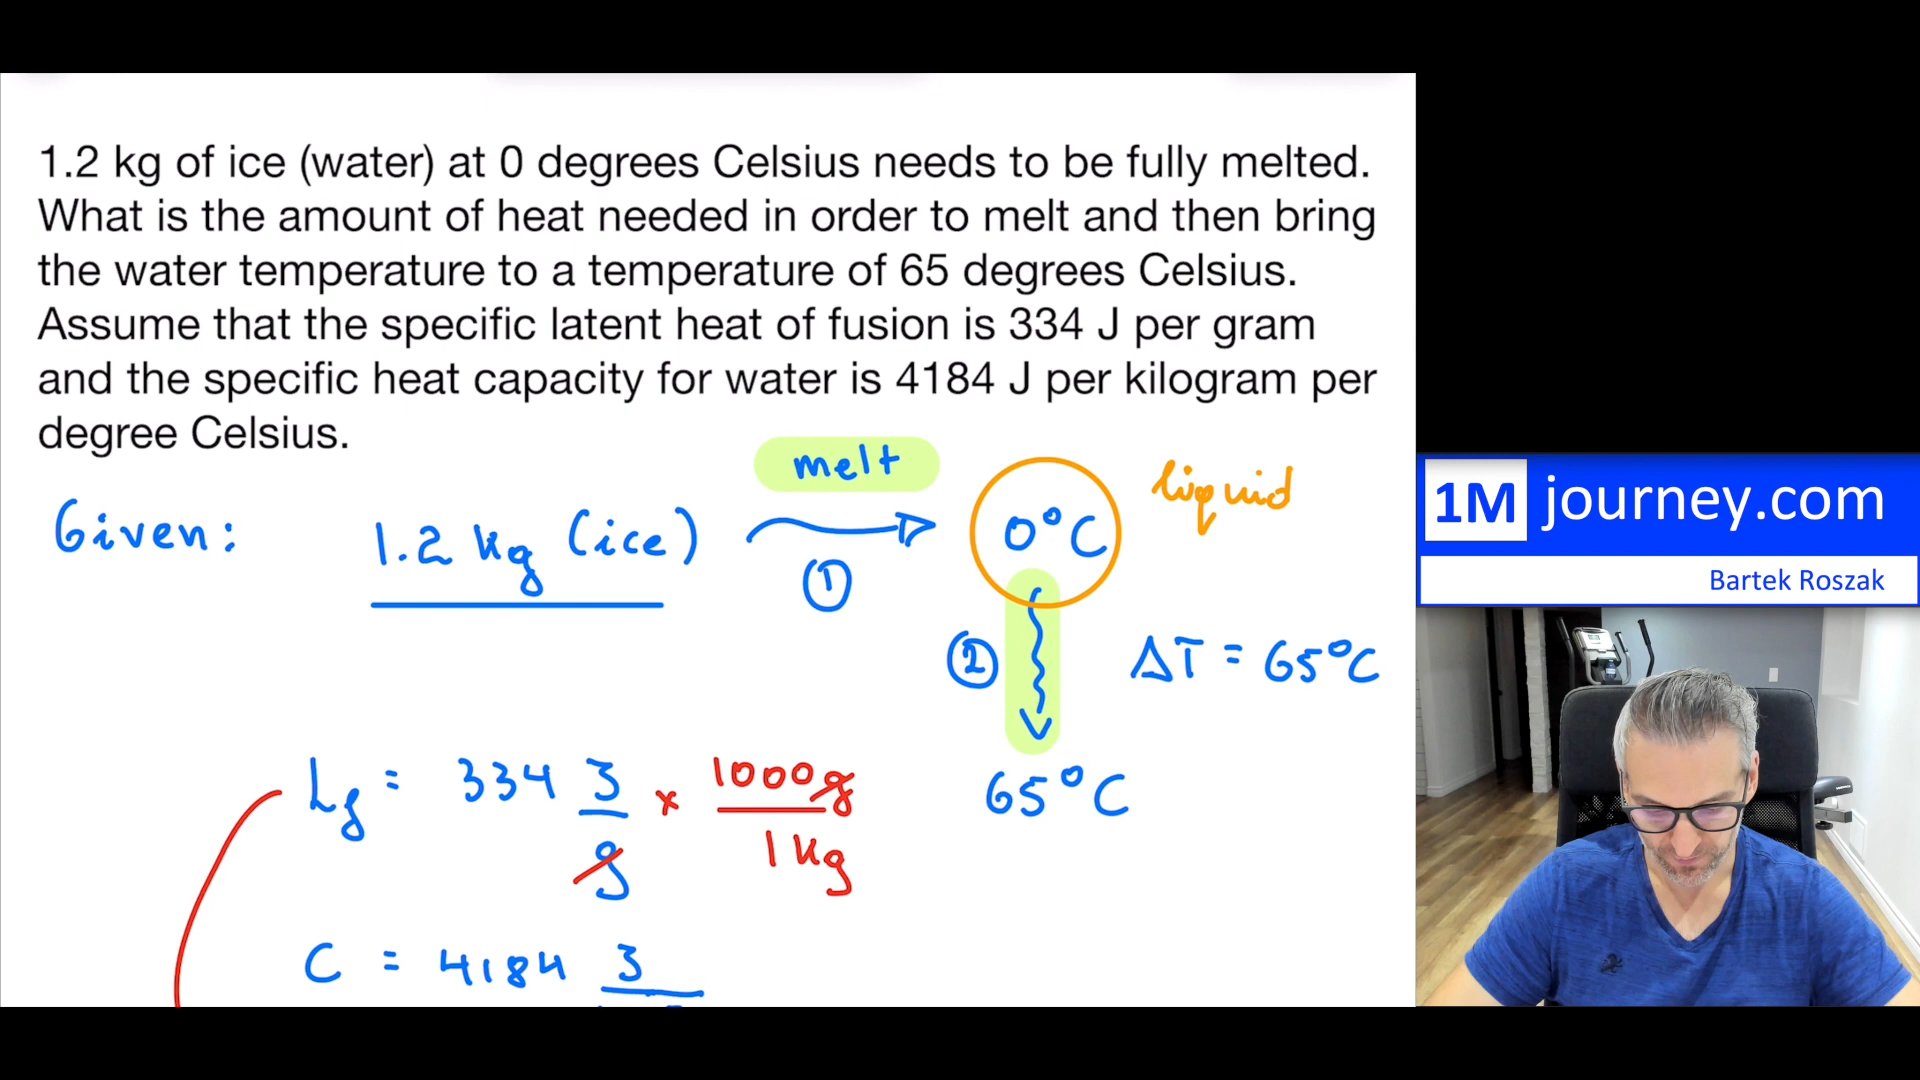 1.2 kg of ice (water) at 0 degrees Celsius needs to be fully melted.
What is the amount of heat needed in order to melt and then bring
the water temperature to a temperature of 65 degrees Celsius.
Assume that the specific latent heat of fusion is 334 J per gram
and the specific heat capacity for water is 4184 J per kilogram per
degree Celsius.
melt
liquid
Given: 1.2 kg (ice) 0°C
1
2 ΔT = 65°C
65°C
Lf = 334 J/g × 1000g/1kg
C = 4184 J
1M journey.com
Bartek Roszak